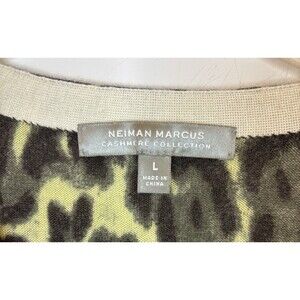 NEIMAN MARCUS
CASHMERE COLLECTION
L
MADE IN
CHINA